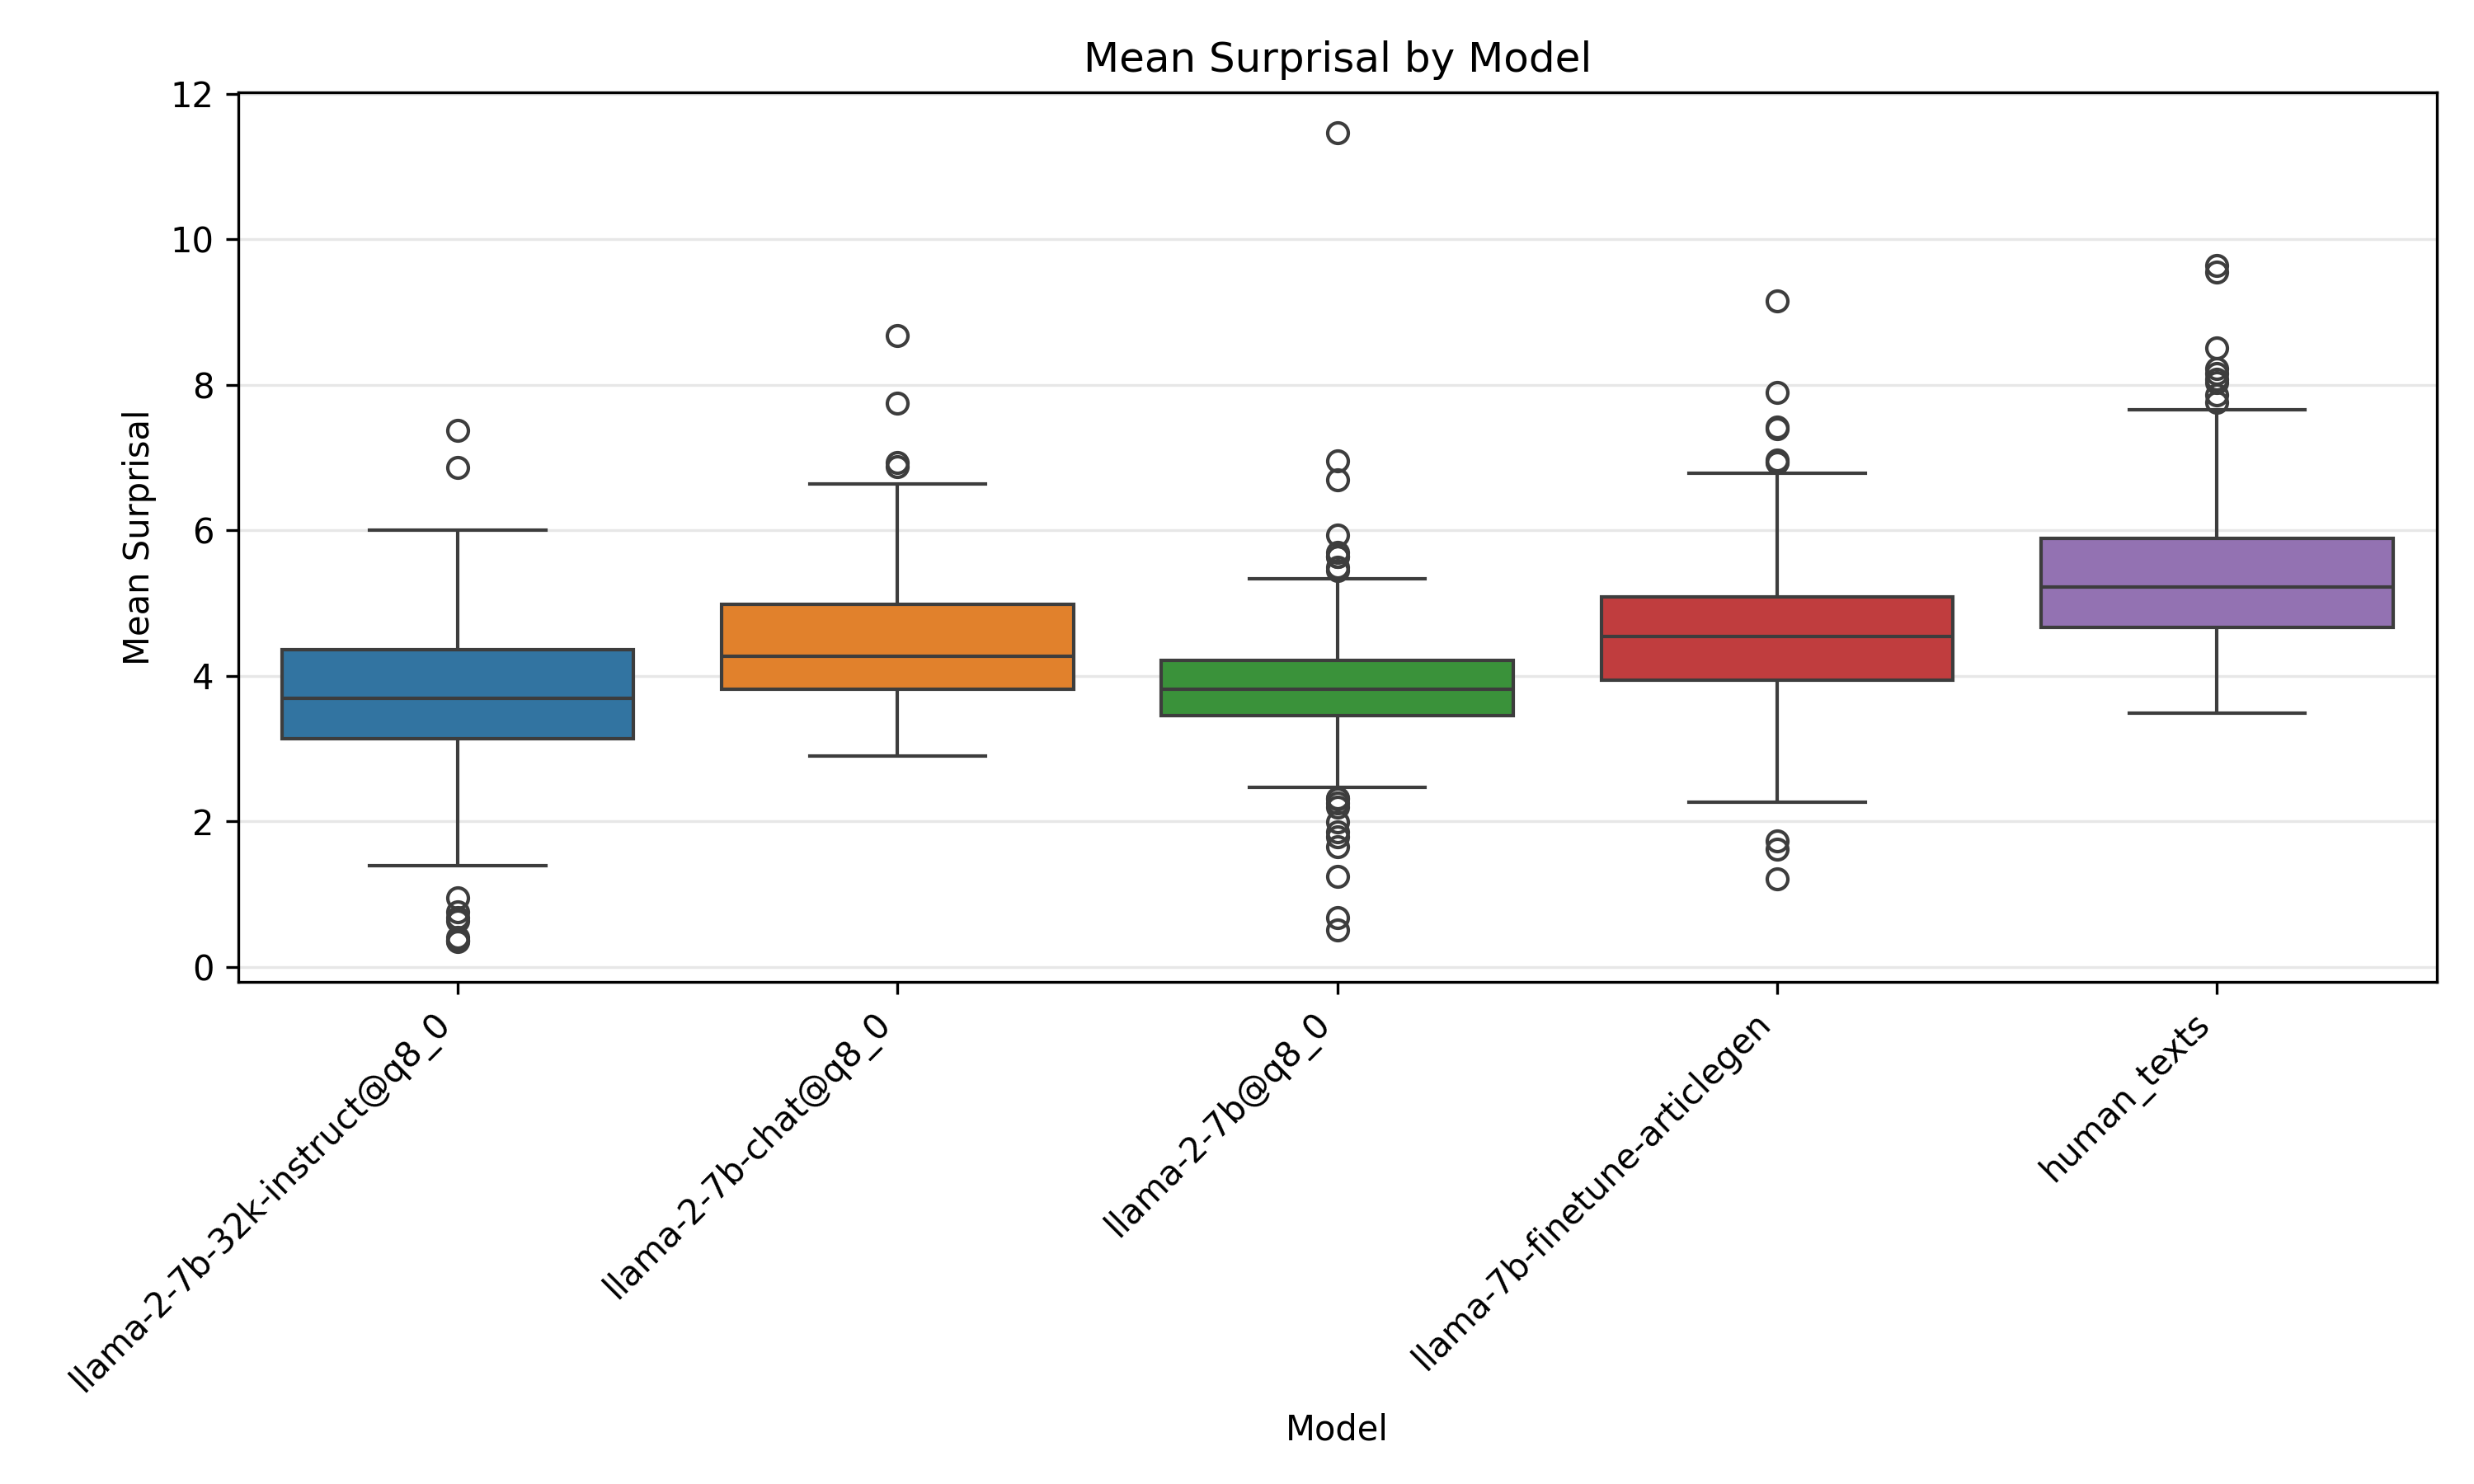 Mean Surprisal by Model
Mean Surprisal
12
10
8
6
4
2
0
llama-2-7b-32k-instruct@q8_0
llama-2-7b-chat@q8_0
llama-2-7b@q8_0
llama-7b-finetune-articlegen
human_texts
Model